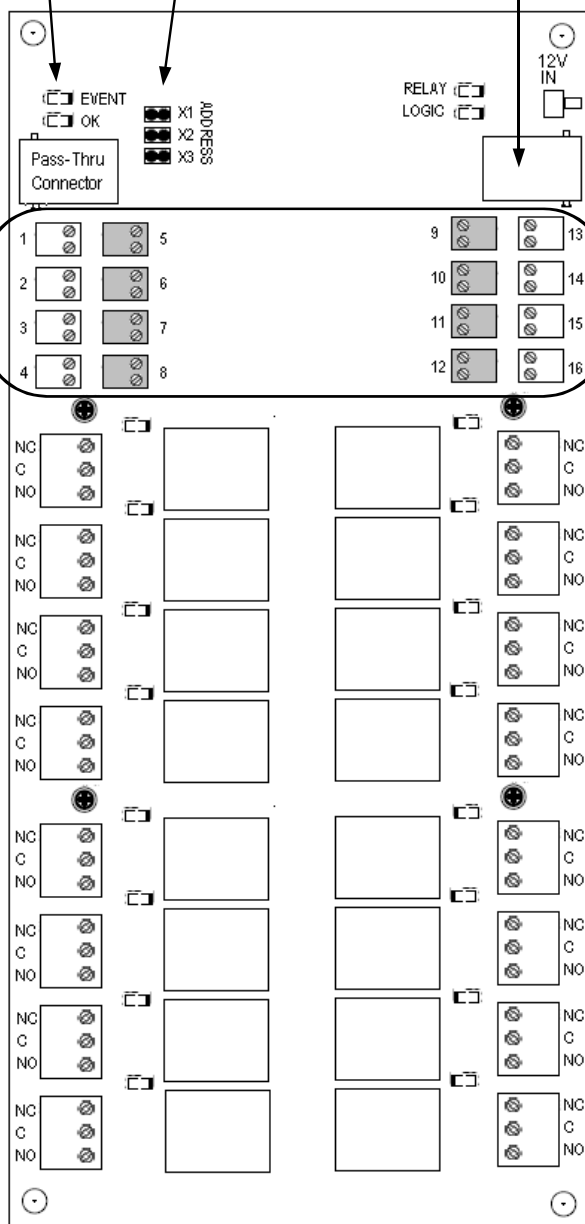 12V
IN
EVENT
OK
X1
X2
X3
ADDRESS
RELAY
LOGIC
Pass-Thru
Connector
1 5 9 13
2 6 10 14
3 7 11 15
4 8 12 16
NC NC
C C
NO NO
NC NC
C C
NO NO
NC NC
C C
NO NO
NC NC
C C
NO NO
NC NC
C C
NO NO
NC NC
C C
NO NO
NC NC
C C
NO NO
NC NC
C C
NO NO